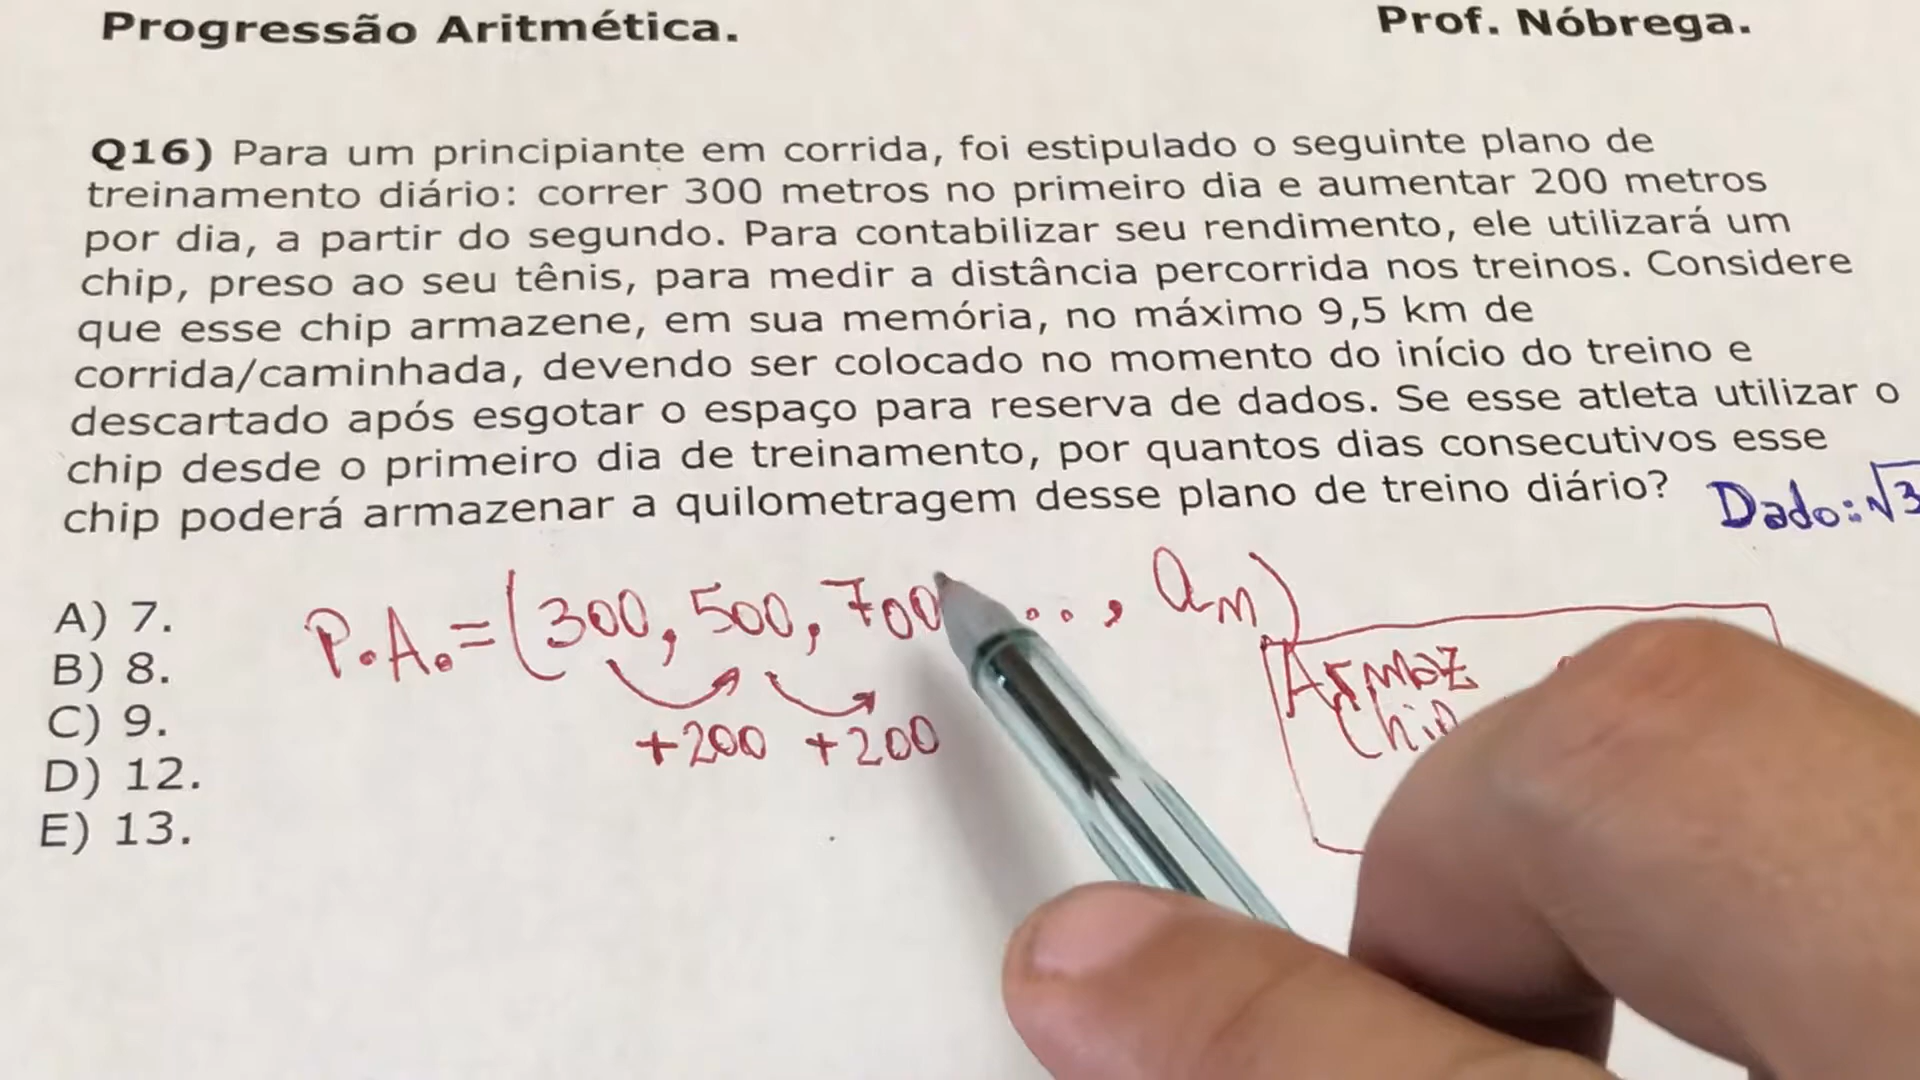 Progressão Aritmética.
Prof. Nóbrega.
Q16) Para um principiante em corrida, foi estipulado o seguinte plano de
treinamento diário: correr 300 metros no primeiro dia e aumentar 200 metros
por dia, a partir do segundo. Para contabilizar seu rendimento, ele utilizará um
chip, preso ao seu tênis, para medir a distância percorrida nos treinos. Considere
que esse chip armazene, em sua memória, no máximo 9,5 km de
corrida/caminhada, devendo ser colocado no momento do início do treino e
descartado após esgotar o espaço para reserva de dados. Se esse atleta utilizar o
chip desde o primeiro dia de treinamento, por quantos dias consecutivos esse
chip poderá armazenar a quilometragem desse plano de treino diário?
Dado: √3
A) 7.
B) 8.
C) 9.
D) 12.
E) 13.
P.A.=(300, 500, 700 ..., an)
+200 +200
Armaz
Chip